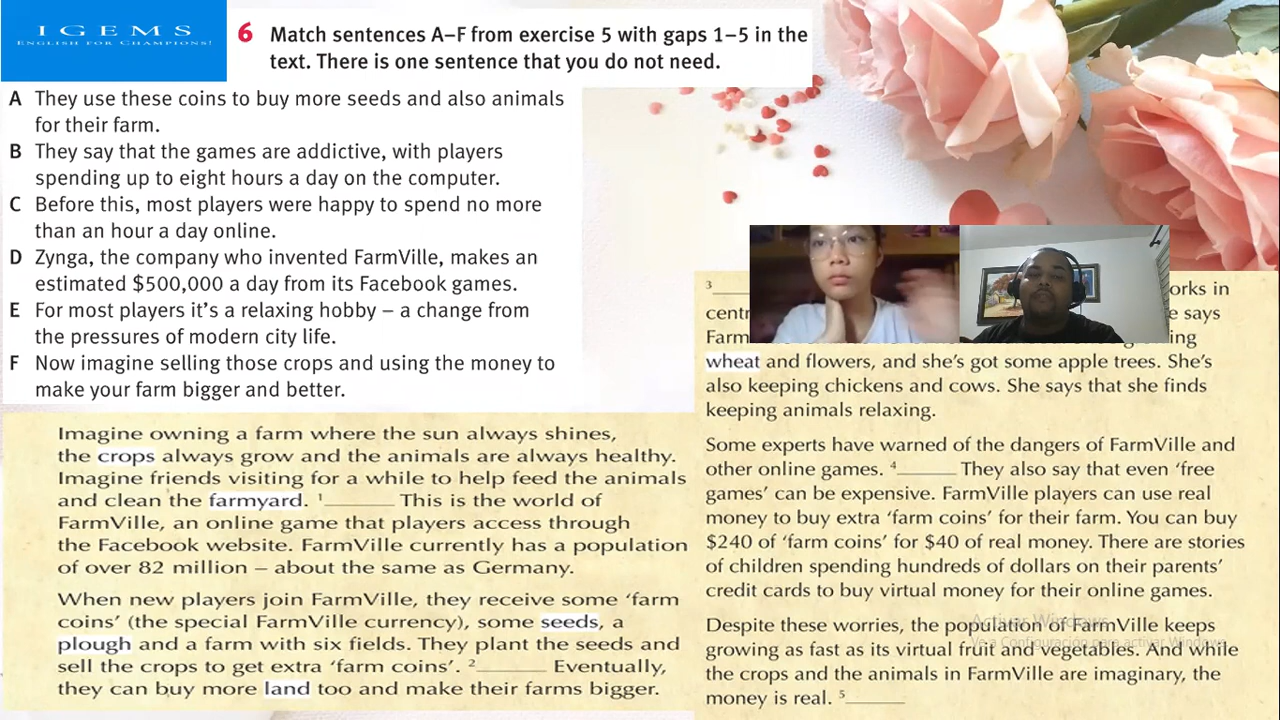 IGEMS
ENGLISH FOR CHAMPIONS!
6 Match sentences A–F from exercise 5 with gaps 1–5 in the
text. There is one sentence that you do not need.
A They use these coins to buy more seeds and also animals
for their farm.
B They say that the games are addictive, with players
spending up to eight hours a day on the computer.
C Before this, most players were happy to spend no more
than an hour a day online.
D Zynga, the company who invented FarmVille, makes an
estimated $500,000 a day from its Facebook games.
E For most players it's a relaxing hobby – a change from
the pressures of modern city life.
F Now imagine selling those crops and using the money to
make your farm bigger and better.
Imagine owning a farm where the sun always shines,
the crops always grow and the animals are always healthy.
Imagine friends visiting for a while to help feed the animals
and clean the farmyard. 1______ This is the world of
FarmVille, an online game that players access through
the Facebook website. FarmVille currently has a population
of over 82 million – about the same as Germany.
When new players join FarmVille, they receive some 'farm
coins' (the special FarmVille currency), some seeds, a
plough and a farm with six fields. They plant the seeds and
sell the crops to get extra 'farm coins'. 2______ Eventually,
they can buy more land too and make their farms bigger.
3____ orks in
centr e says
Farm ing
wheat and flowers, and she's got some apple trees. She's
also keeping chickens and cows. She says that she finds
keeping animals relaxing.
Some experts have warned of the dangers of FarmVille and
other online games. 4______ They also say that even 'free
games' can be expensive. FarmVille players can use real
money to buy extra 'farm coins' for their farm. You can buy
$240 of 'farm coins' for $40 of real money. There are stories
of children spending hundreds of dollars on their parents'
credit cards to buy virtual money for their online games.
Despite these worries, the population of FarmVille keeps
growing as fast as its virtual fruit and vegetables. And while
the crops and the animals in FarmVille are imaginary, the
money is real. 5______
Activar Windows
Ve a Configuración para activar Windows.